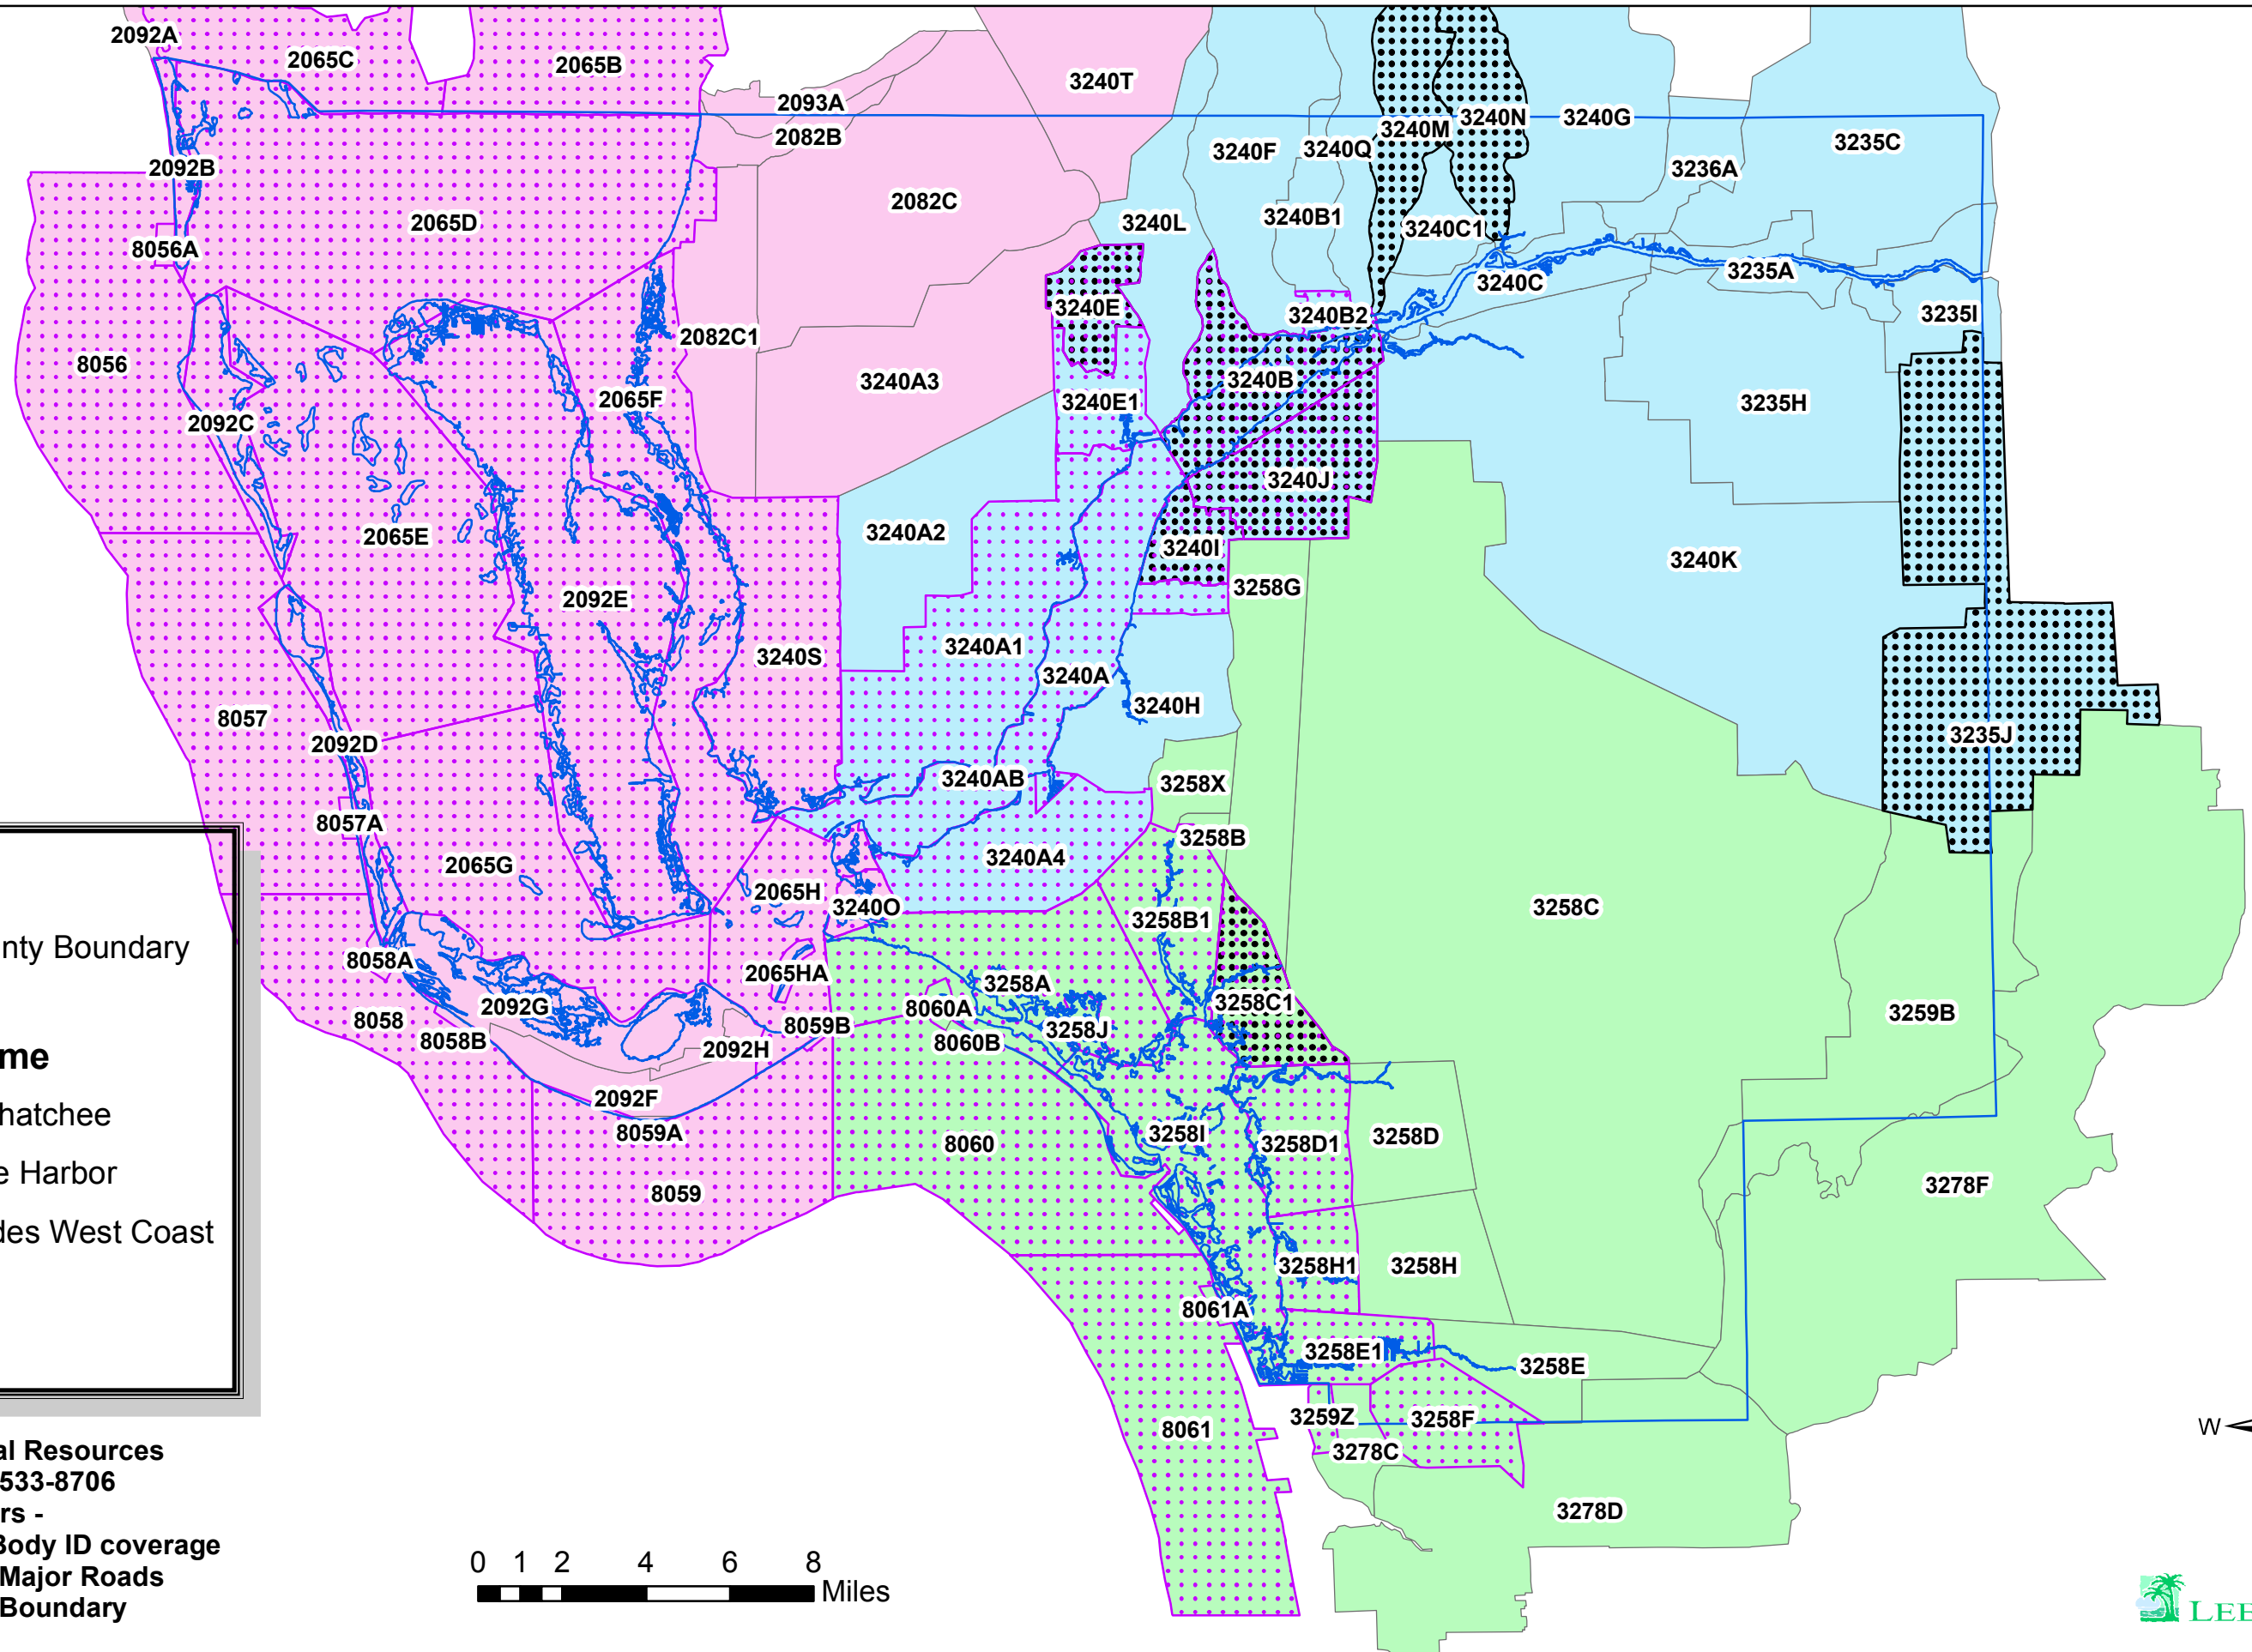 2092A
2065C
2065B
3240T
2093A
2082B
3240M
3240N
3240G
3235C
3240F
3240Q
3236A
2092B
2082C
3240B1
2065D
3240L
3240C1
8056A
3235A
3240C
3240E
3240B2
3235I
2082C1
8056
3240A3
3240B
2065F
3240E1
3235H
2092C
3240J
3240A2
2065E
3240I
3240K
3258G
2092E
3240A1
3240S
3240A
3240H
8057
2092D
3235J
3240AB
3258X
8057A
3258B
3240A4
2065G
2065H
3240O
3258B1
3258C
nty Boundary
8058A
2065HA
3258A
3258C1
2092G
8060A
3259B
8058
8059B
3258J
8058B
8060B
2092H
me
2092F
hatchee
8059A
3258I
3258D1
3258D
8060
e Harbor
8059
3278F
des West Coast
3258H1
3258H
8061A
3258E1
3258E
3259Z
3258F
8061
3278C
W
al Resources
533-8706
rs -
Body ID coverage
Major Roads
Boundary
3278D
0 1 2 4 6 8
Miles
LEE